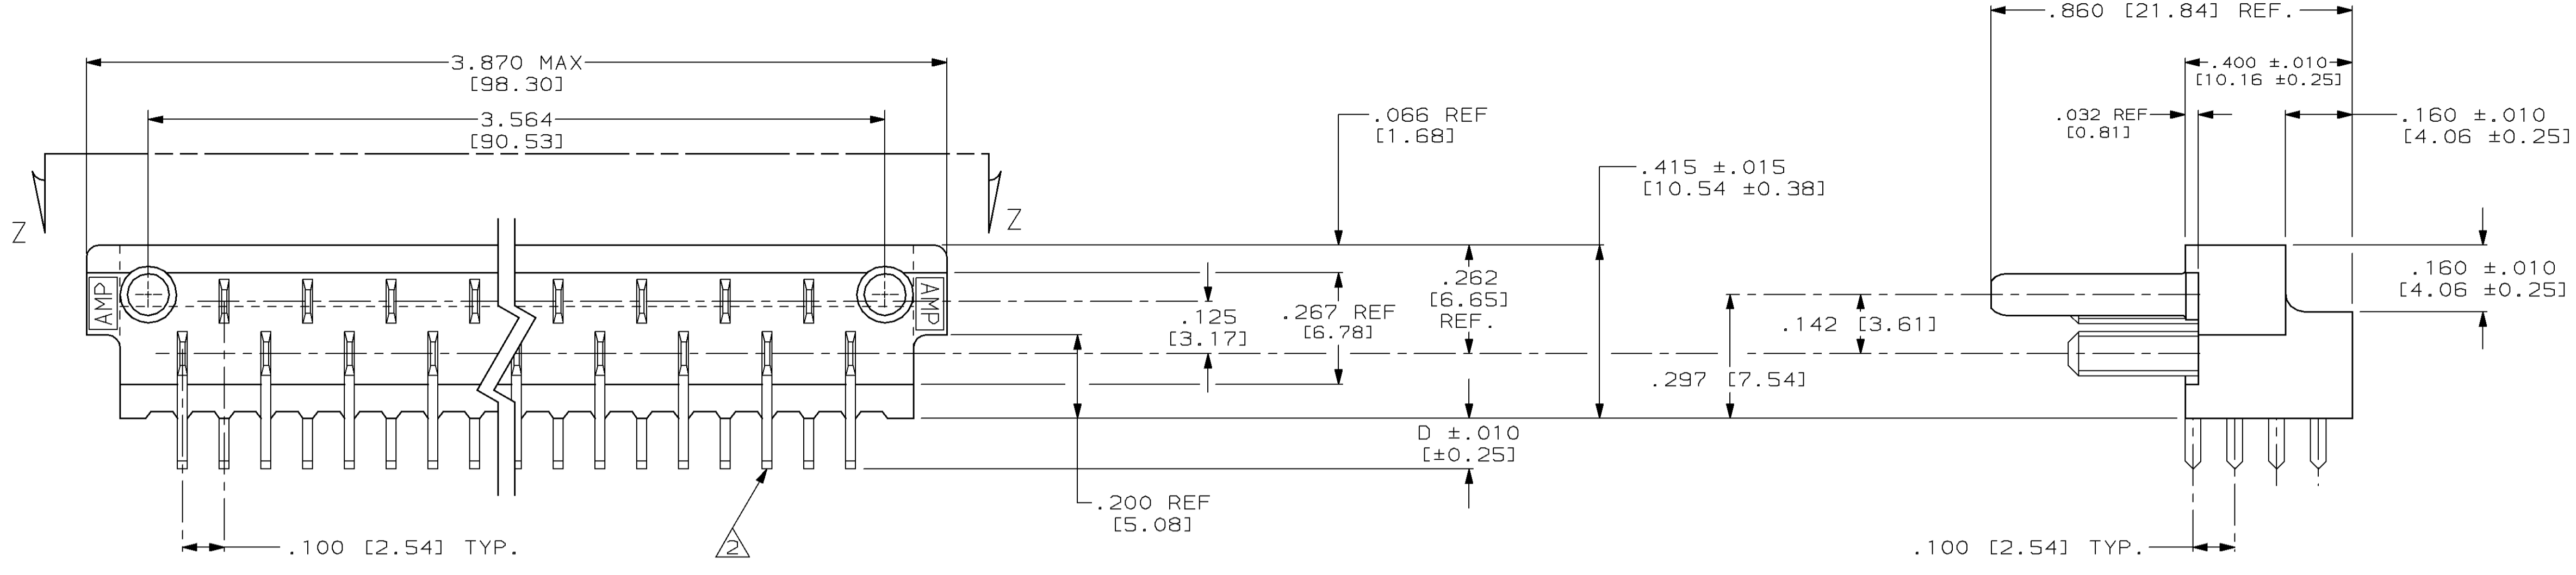 .860 [21.84] REF.
3.870 MAX
[98.30]
.400 ±.010
[10.16 ±0.25]
3.564
[90.53]
.066 REF
[1.68]
.032 REF
[0.81]
.160 ±.010
[4.06 ±0.25]
.415 ±.015
[10.54 ±0.38]
Z
Z
AMP
AMP
.262
[6.65]
REF.
.160 ±.010
[4.06 ±0.25]
.125
[3.17]
.267 REF
[6.78]
.142 [3.61]
.297 [7.54]
D ±.010
[±0.25]
.200 REF
[5.08]
.100 [2.54] TYP.
2
.100 [2.54] TYP.